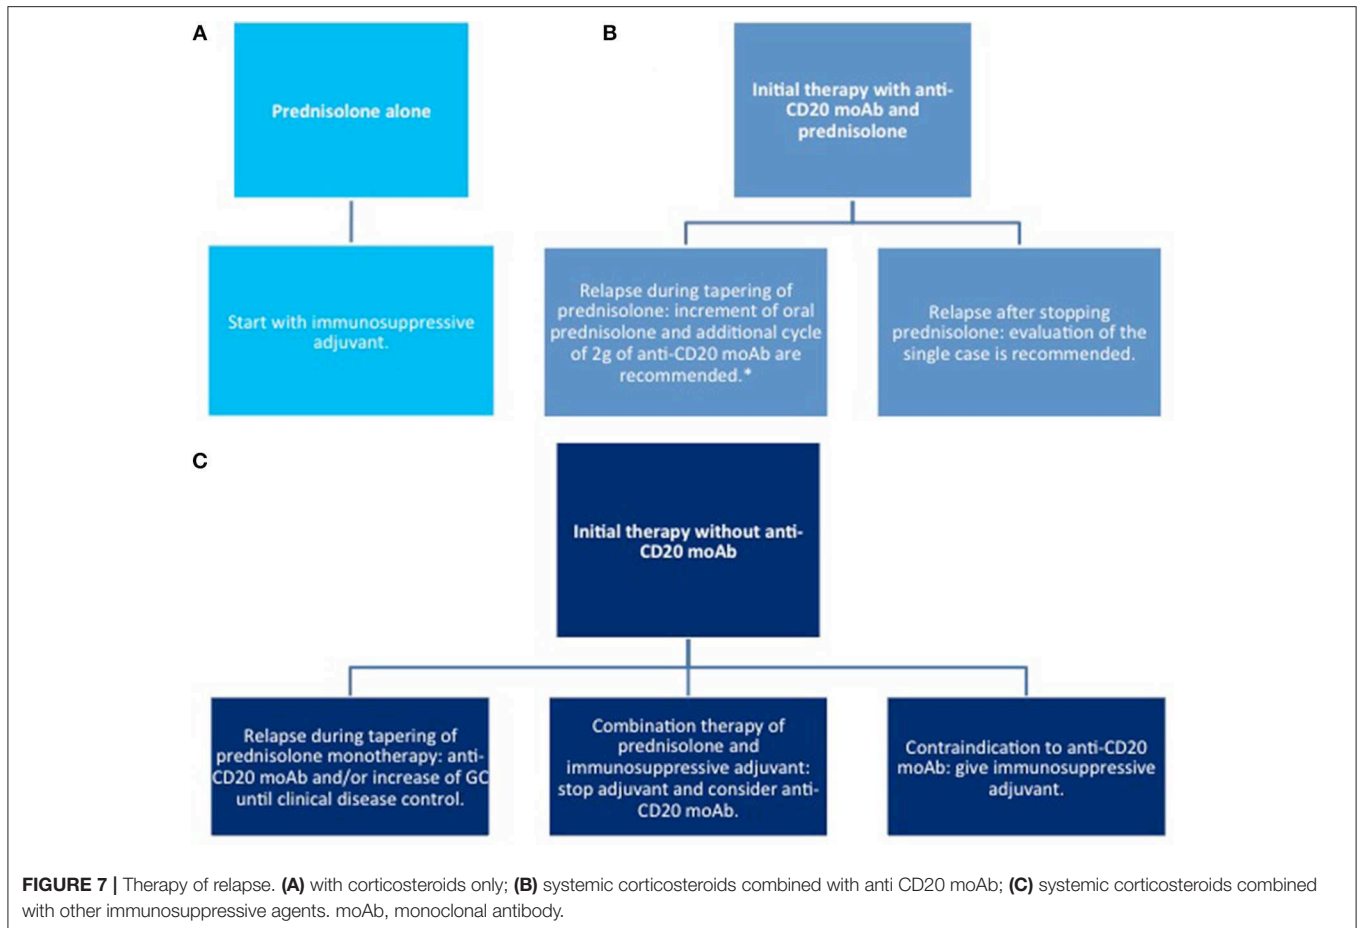 A
Prednisolone alone
Start with immunosuppressive
adjuvant.
B
Initial therapy with anti-
CD20 moAb and
prednisolone
Relapse during tapering of
prednisolone: increment of oral
prednisolone and additional cycle
of 2g of anti-CD20 moAb are
recommended.*
Relapse after stopping
prednisolone: evaluation of the
single case is recommended.
C
Initial therapy without anti-
CD20 moAb
Relapse during tapering of
prednisolone monotherapy: anti-
CD20 moAb and/or increase of GC
until clinical disease control.
Combination therapy of
prednisolone and
immunosuppressive adjuvant:
stop adjuvant and consider anti-
CD20 moAb.
Contraindication to anti-CD20
moAb: give immunosuppressive
adjuvant.
FIGURE 7 | Therapy of relapse. (A) with corticosteroids only; (B) systemic corticosteroids combined with anti CD20 moAb; (C) systemic corticosteroids combined
with other immunosuppressive agents. moAb, monoclonal antibody.